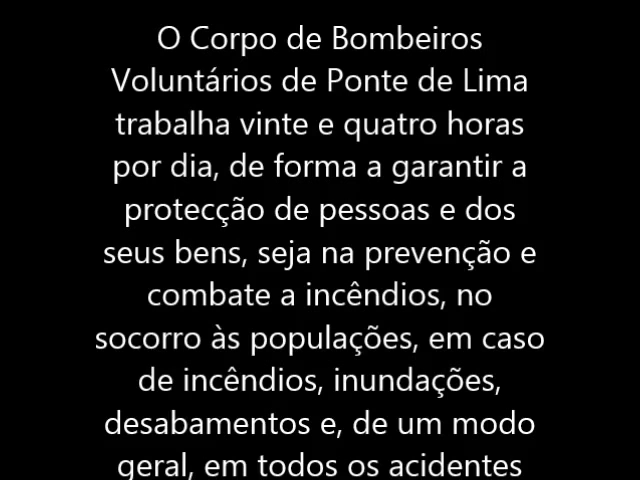 O Corpo de Bombeiros
Voluntários de Ponte de Lima
trabalha vinte e quatro horas
por dia, de forma a garantir a
protecção de pessoas e dos
seus bens, seja na prevenção e
combate a incêndios, no
socorro às populações, em caso
de incêndios, inundações,
desabamentos e, de um modo
geral, em todos os acidentes